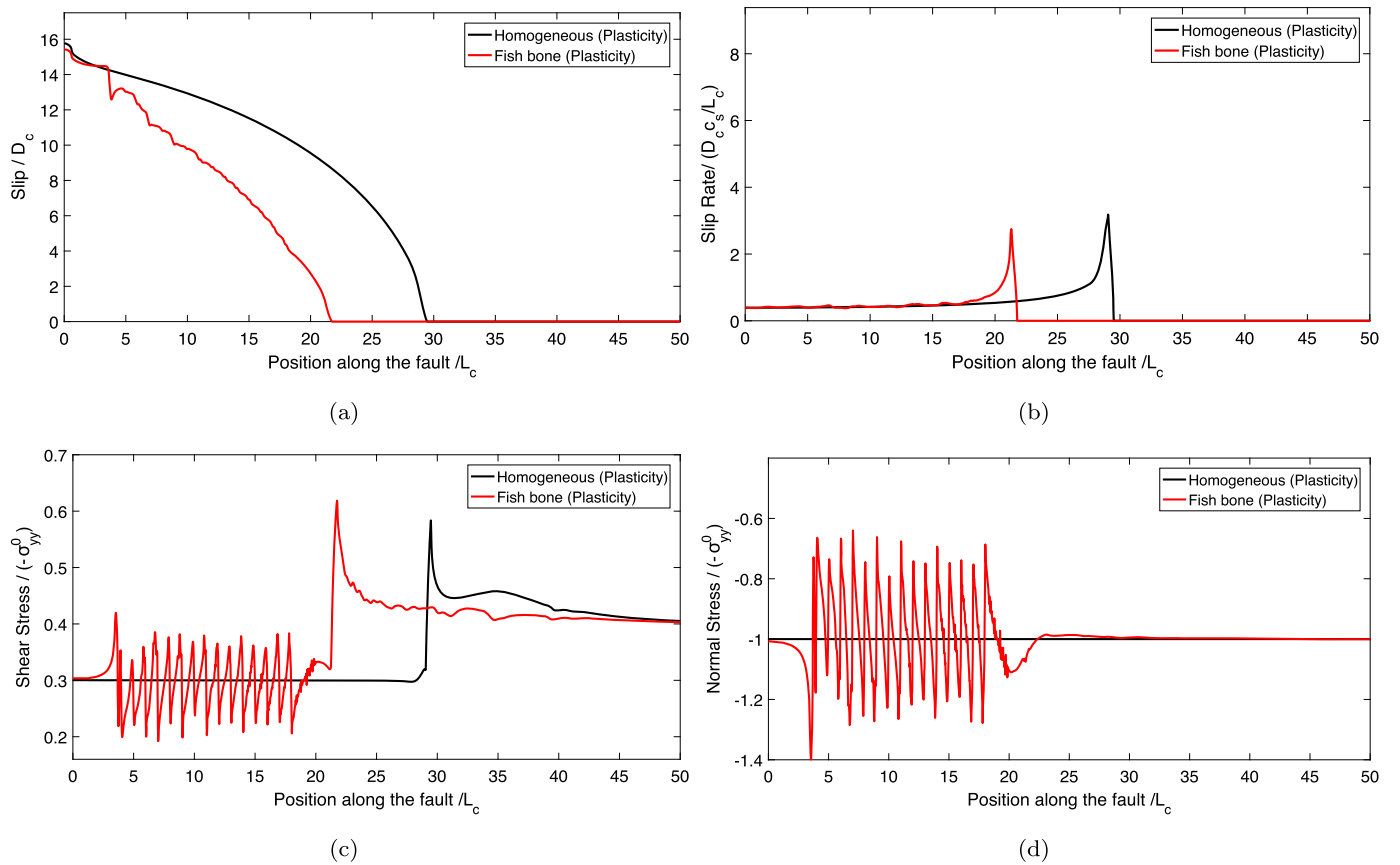 Homogeneous (Plasticity)
Fish bone (Plasticity)
16
14
12
10
8
6
4
2
0
Slip / D_c
0 5 10 15 20 25 30 35 40 45 50
Position along the fault /L_c
(a)
Homogeneous (Plasticity)
Fish bone (Plasticity)
8
6
4
2
0
Slip Rate/ (D_c c_s/L_c)
0 5 10 15 20 25 30 35 40 45 50
Position along the fault /L_c
(b)
Homogeneous (Plasticity)
Fish bone (Plasticity)
0.7
0.6
0.5
0.4
0.3
0.2
Shear Stress / (- σ_yy^0)
0 5 10 15 20 25 30 35 40 45 50
Position along the fault /L_c
(c)
Homogeneous (Plasticity)
Fish bone (Plasticity)
-0.6
-0.8
-1
-1.2
-1.4
Normal Stress / (- σ_yy^0)
0 5 10 15 20 25 30 35 40 45 50
Position along the fault /L_c
(d)